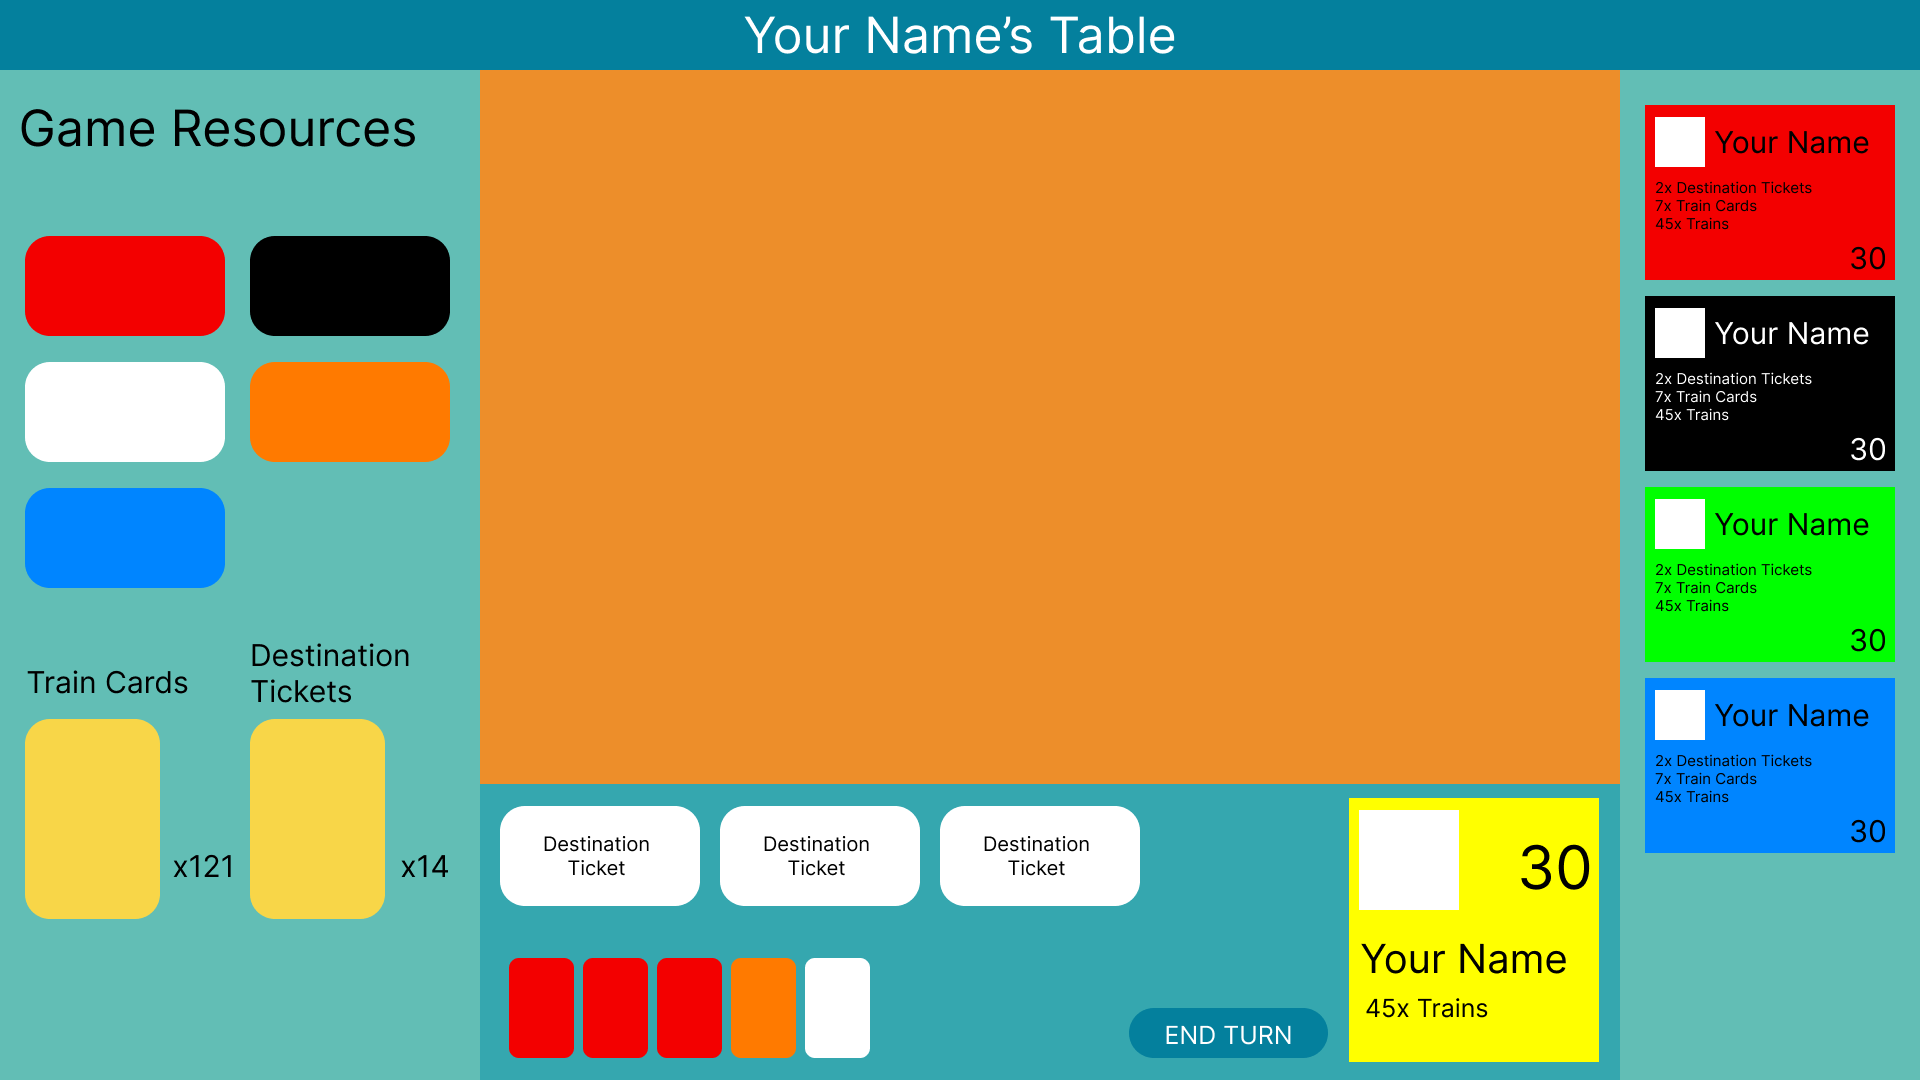 Your Name’s Table
Game Resources
Train Cards
Destination
Tickets
x121
x14
Destination
Ticket
Destination
Ticket
Destination
Ticket
END TURN
30
Your Name
45x Trains
Your Name
2x Destination Tickets
7x Train Cards
45x Trains
30
Your Name
2x Destination Tickets
7x Train Cards
45x Trains
30
Your Name
2x Destination Tickets
7x Train Cards
45x Trains
30
Your Name
2x Destination Tickets
7x Train Cards
45x Trains
30